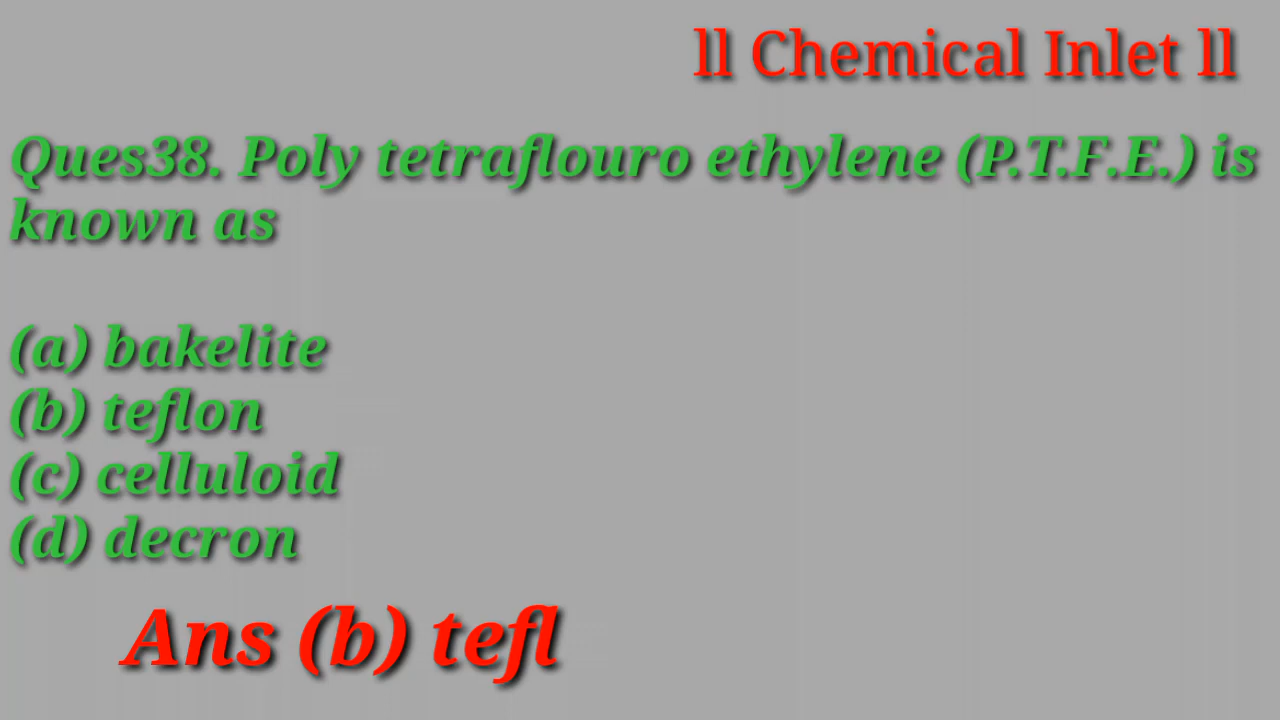 ll Chemical Inlet ll
Ques38. Poly tetraflouro ethylene (P.T.F.E.) is
known as
(a) bakelite
(b) teflon
(c) celluloid
(d) decron
Ans (b) tefl